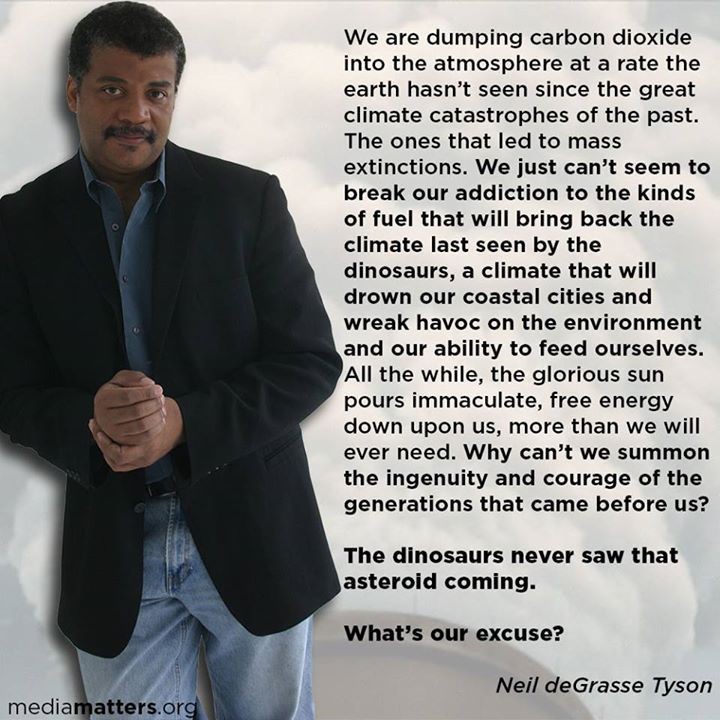 We are dumping carbon dioxide
into the atmosphere at a rate the
earth hasn't seen since the great
climate catastrophes of the past.
The ones that led to mass
extinctions. We just can't seem to
break our addiction to the kinds
of fuel that will bring back the
climate last seen by the
dinosaurs, a climate that will
drown our coastal cities and
wreak havoc on the environment
and our ability to feed ourselves.
All the while, the glorious sun
pours immaculate, free energy
down upon us, more than we will
ever need. Why can't we summon
the ingenuity and courage of the
generations that came before us?
The dinosaurs never saw that
asteroid coming.
What's our excuse?
Neil deGrasse Tyson
mediamatters.org